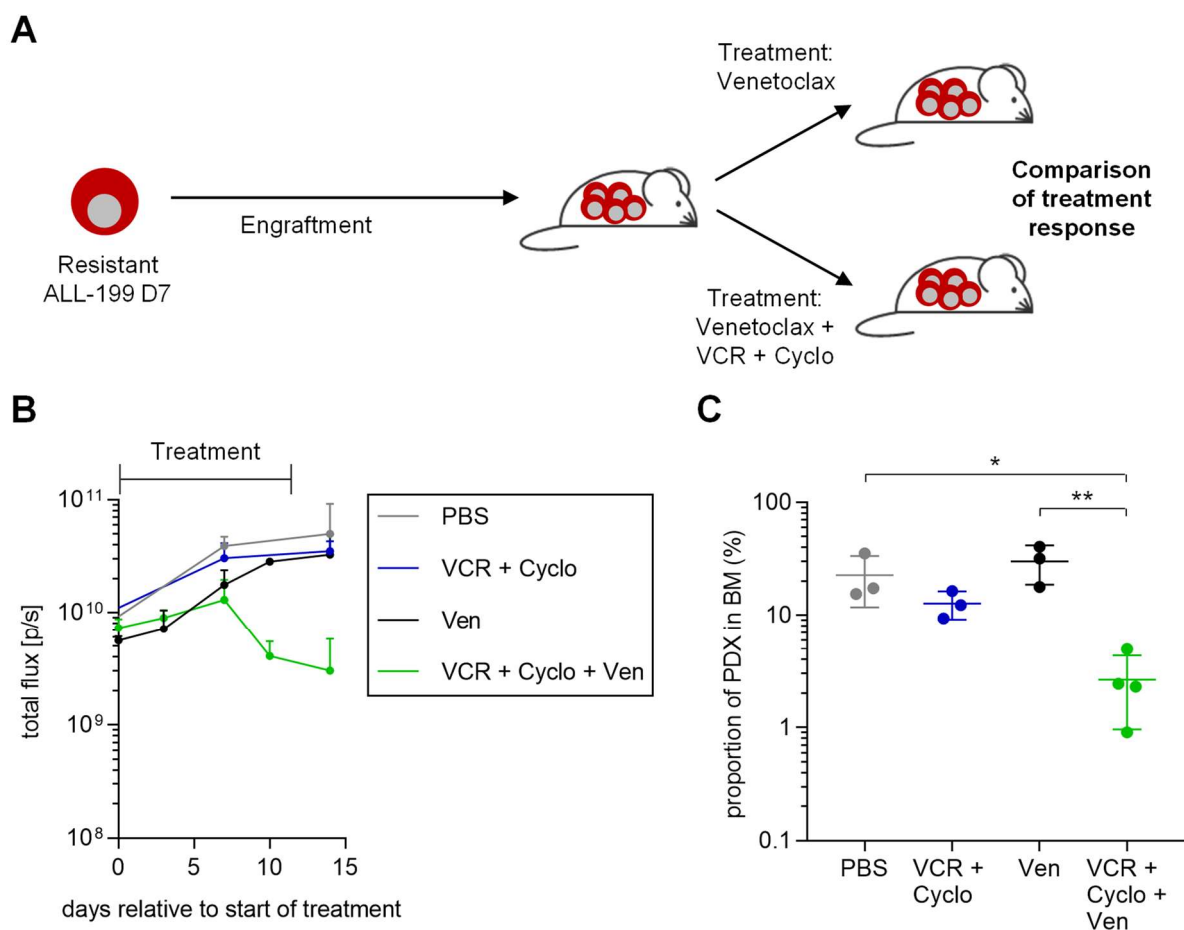 A
Treatment:
Venetoclax
Resistant
ALL-199 D7
Engraftment
Comparison
of treatment
response
Treatment:
Venetoclax +
VCR + Cyclo
B
Treatment
10¹¹
10¹⁰
10⁹
10⁸
total flux [p/s]
0 5 10 15
days relative to start of treatment
PBS
VCR + Cyclo
Ven
VCR + Cyclo + Ven
C
*
**
100
10
1
0.1
proportion of PDX in BM (%)
PBS
VCR +
Cyclo
Ven
VCR +
Cyclo +
Ven